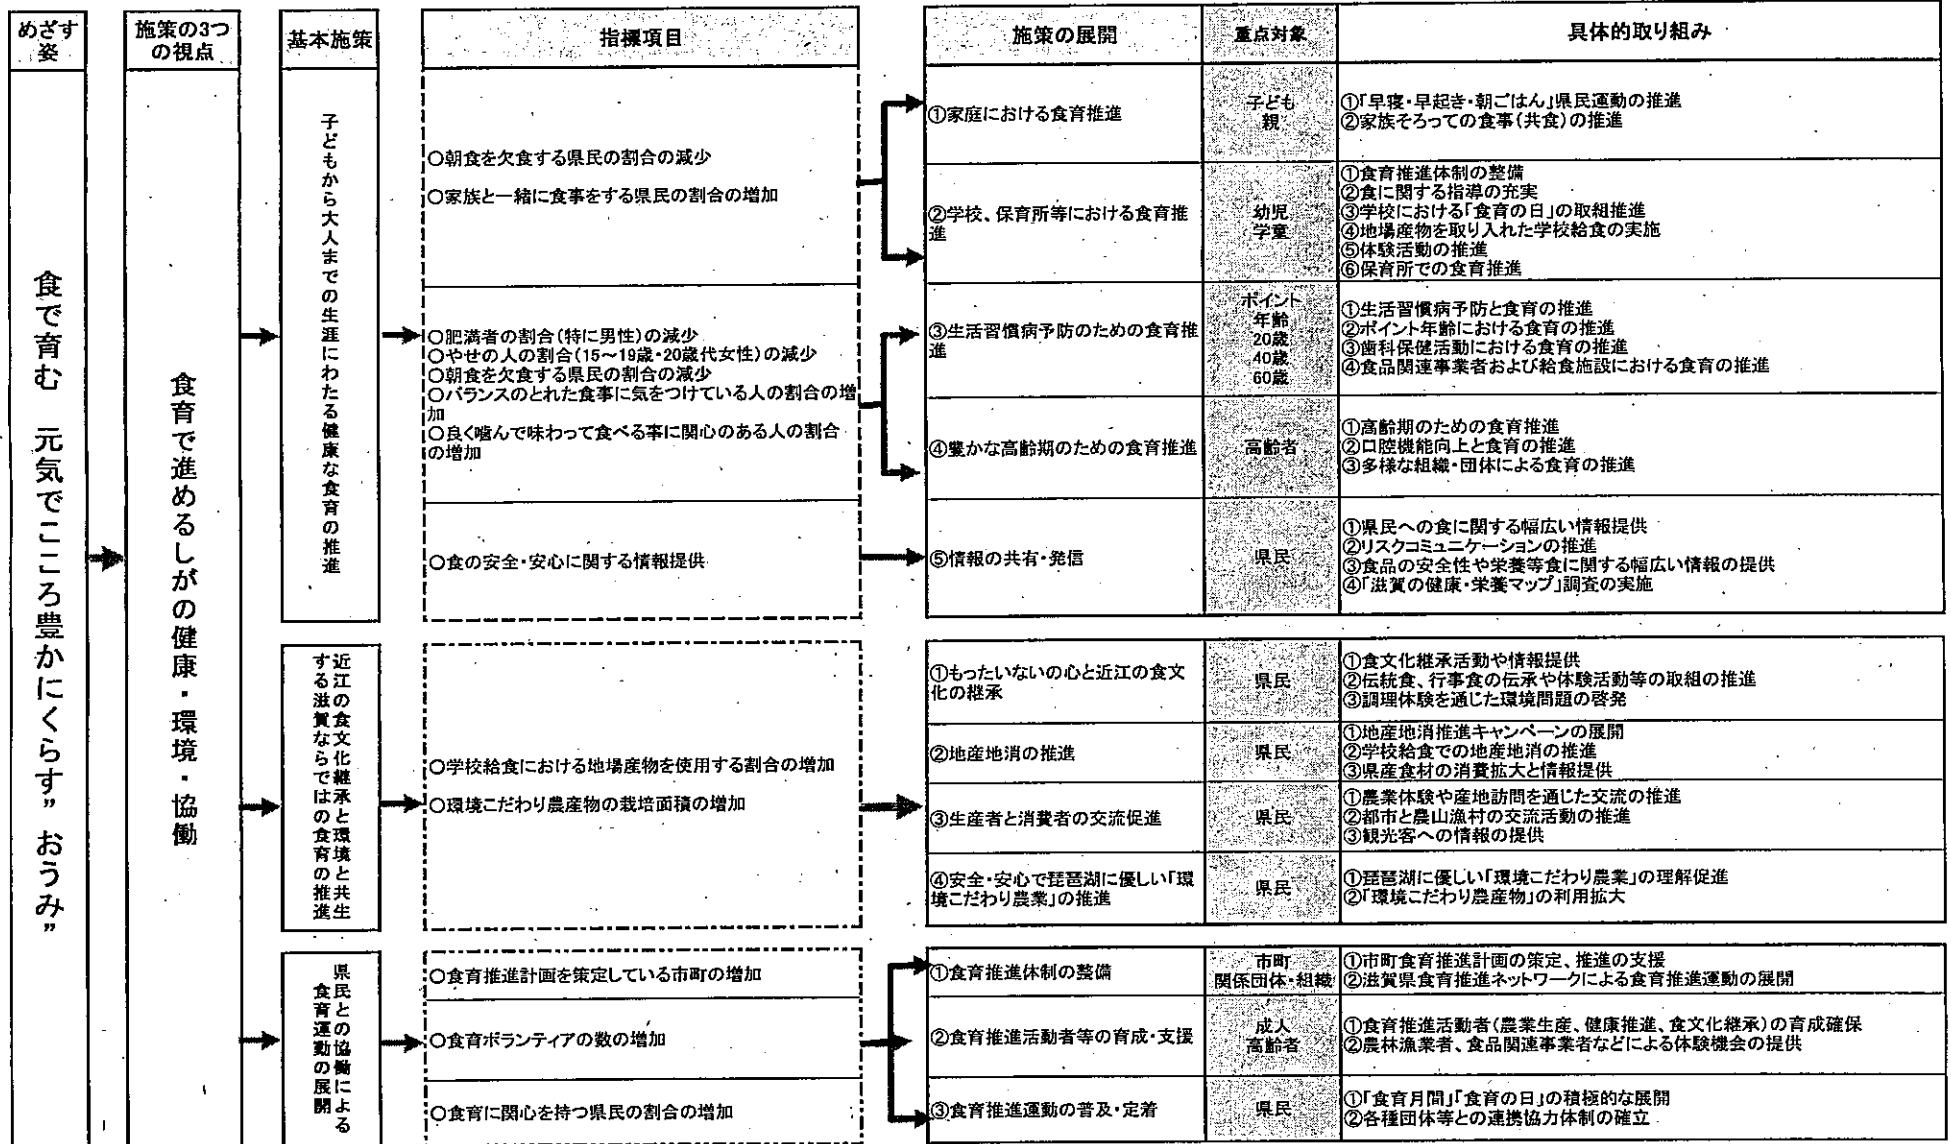 めざす
姿
施策の3つ
の視点
基本施策
指標項目
施策の展開
重点対象
具体的取り組み
食で育む 元気でこころ豊かにくらす”おうみ”
食育で進めるしがの健康・環境・協働
子どもから大人までの生涯にわたる健康な食育の推進
○朝食を欠食する県民の割合の減少
○家族と一緒に食事をする県民の割合の増加
①家庭における食育推進
子ども
親
①「早寝・早起き・朝ごはん」県民運動の推進
②家族そろっての食事(共食)の推進
②学校、保育所等における食育推
進
幼児
学童
①食育推進体制の整備
②食に関する指導の充実
③学校における「食育の日」の取組推進
④地場産物を取り入れた学校給食の実施
⑤体験活動の推進
⑥保育所での食育推進
○肥満者の割合(特に男性)の減少
○やせの人の割合(15～19歳・20歳代女性)の減少
○朝食を欠食する県民の割合の減少
○バランスのとれた食事に気をつけている人の割合の増
加
○良く噛んで味わって食べる事に関心のある人の割合
の増加
③生活習慣病予防のための食育推
進
ポイント
年齢
20歳
40歳
60歳
①生活習慣病予防と食育の推進
②ポイント年齢における食育の推進
③歯科保健活動における食育の推進
④食品関連事業者および給食施設における食育の推進
④豊かな高齢期のための食育推進
高齢者
①高齢期のための食育推進
②口腔機能向上と食育の推進
③多様な組織・団体による食育の推進
○食の安全・安心に関する情報提供
⑤情報の共有・発信
県民
①県民への食に関する幅広い情報提供
②リスクコミュニケーションの推進
③食品の安全性や栄養等食に関する幅広い情報の提供
④「滋賀の健康・栄養マップ」調査の実施
近江の食文化継承と環境と共生
する滋賀ならではの食育の推進
○学校給食における地場産物を使用する割合の増加
○環境こだわり農産物の栽培面積の増加
①もったいないの心と近江の食文
化の継承
県民
①食文化継承活動や情報提供
②伝統食、行事食の伝承や体験活動等の取組の推進
③調理体験を通じた環境問題の啓発
②地産地消の推進
県民
①地産地消推進キャンペーンの展開
②学校給食での地産地消の推進
③県産食材の消費拡大と情報提供
③生産者と消費者の交流促進
県民
①農業体験や産地訪問を通じた交流の推進
②都市と農山漁村の交流活動の推進
③観光客への情報の提供
④安全・安心で琵琶湖に優しい「環
境こだわり農業」の推進
県民
①琵琶湖に優しい「環境こだわり農業」の理解促進
②「環境こだわり農産物」の利用拡大
県民との協働による
食育運動の展開
○食育推進計画を策定している市町の増加
①食育推進体制の整備
市町
関係団体・組織
①市町食育推進計画の策定、推進の支援
②滋賀県食育推進ネットワークによる食育推進運動の展開
○食育ボランティアの数の増加
②食育推進活動者等の育成・支援
成人
高齢者
①食育推進活動者(農業生産、健康推進、食文化継承)の育成確保
②農林漁業者、食品関連事業者などによる体験機会の提供
○食育に関心を持つ県民の割合の増加
③食育推進運動の普及・定着
県民
①「食育月間」「食育の日」の積極的な展開
②各種団体等との連携協力体制の確立